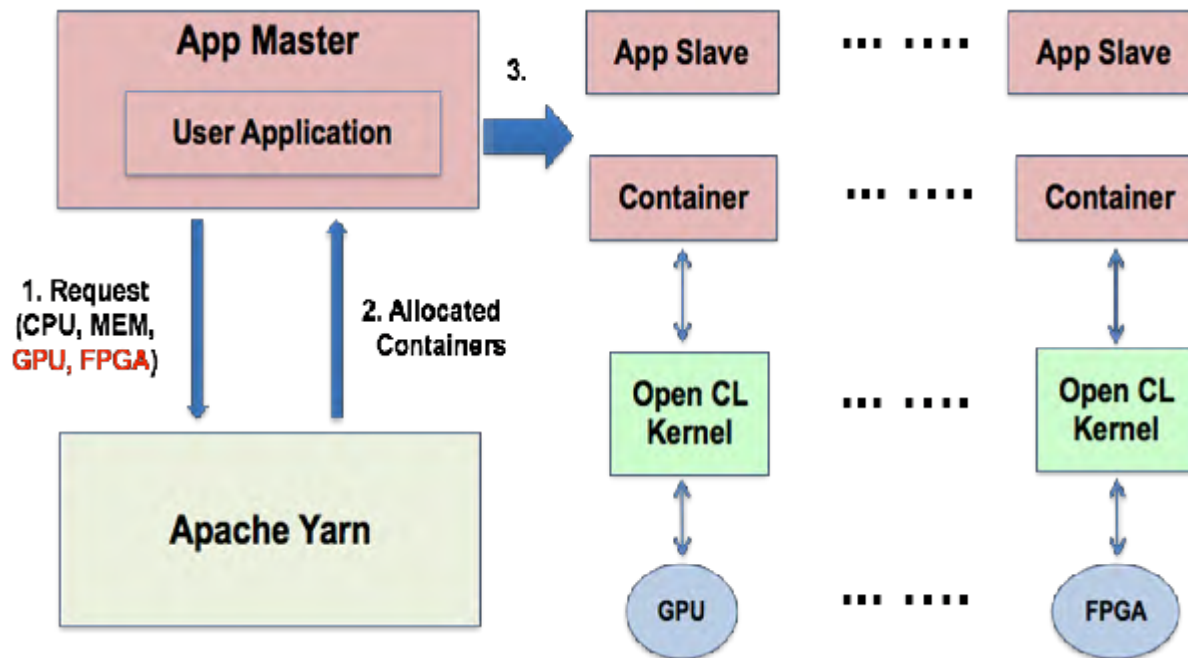 App Master
User Application
3.
App Slave
... ....
App Slave
Container
... ....
Container
1. Request
(CPU, MEM,
GPU, FPGA)
2. Allocated
Containers
Open CL
Kernel
... ....
Open CL
Kernel
Apache Yarn
GPU
... ....
FPGA